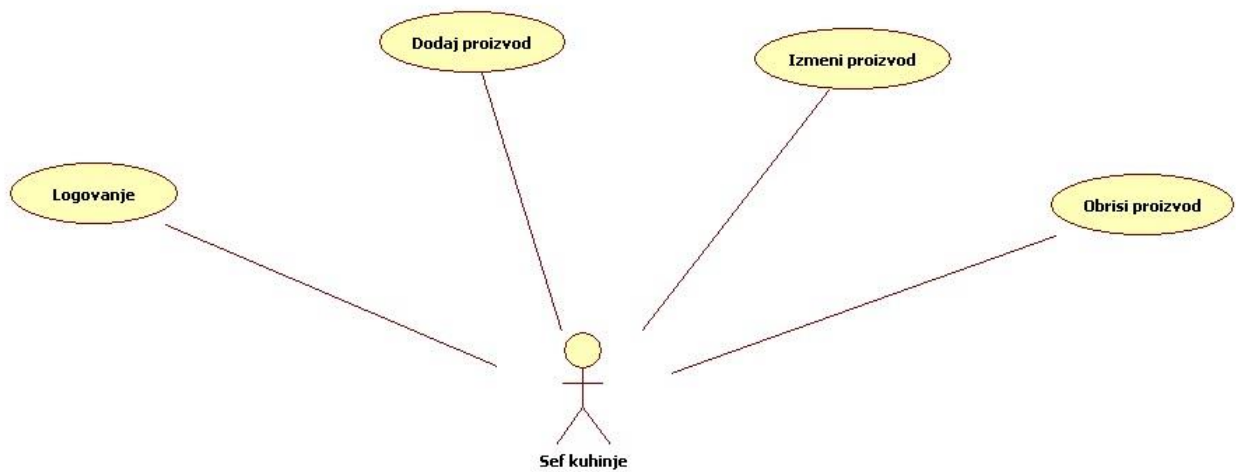 Dodaj proizvod
Izmeni proizvod
Logovanje
Obrisi proizvod
Sef kuhinje